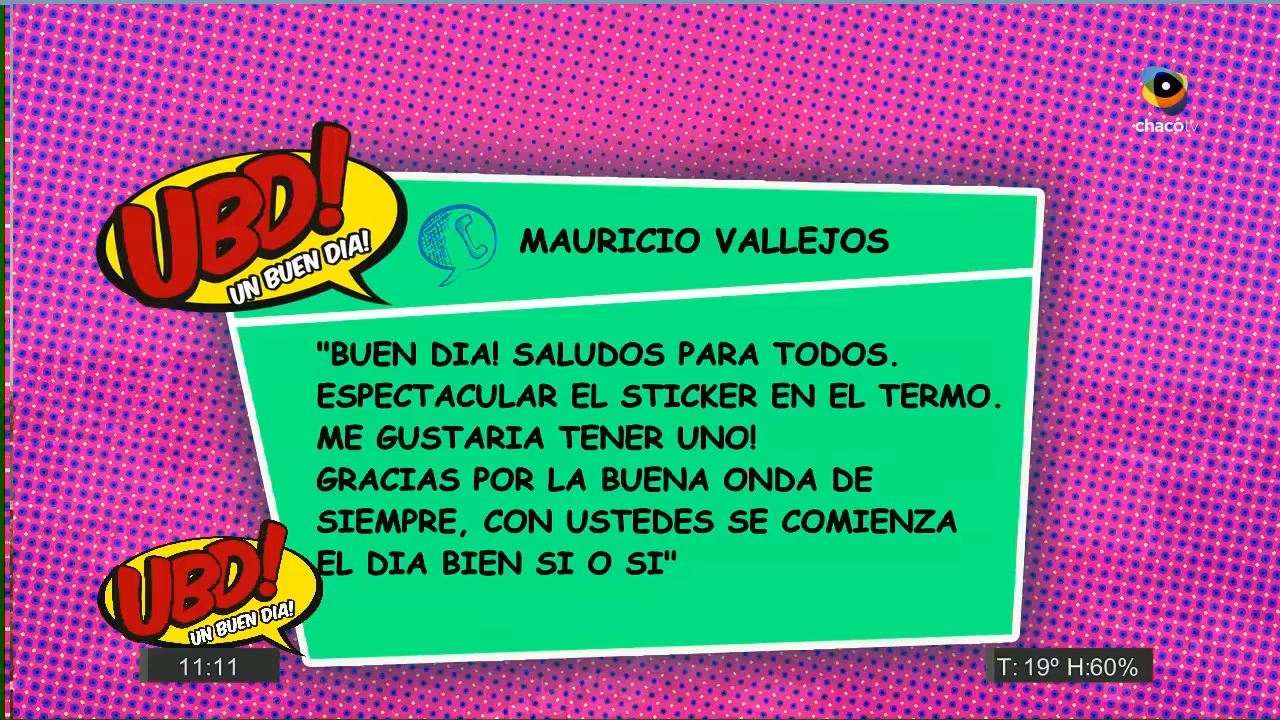 chacotv
UBD!
UN BUEN DIA!
MAURICIO VALLEJOS
"BUEN DIA! SALUDOS PARA TODOS.
ESPECTACULAR EL STICKER EN EL TERMO.
ME GUSTARIA TENER UNO!
GRACIAS POR LA BUENA ONDA DE
SIEMPRE, CON USTEDES SE COMIENZA
EL DIA BIEN SI O SI"
UBD!
UN BUEN DIA!
11:11
T: 19º H:60%